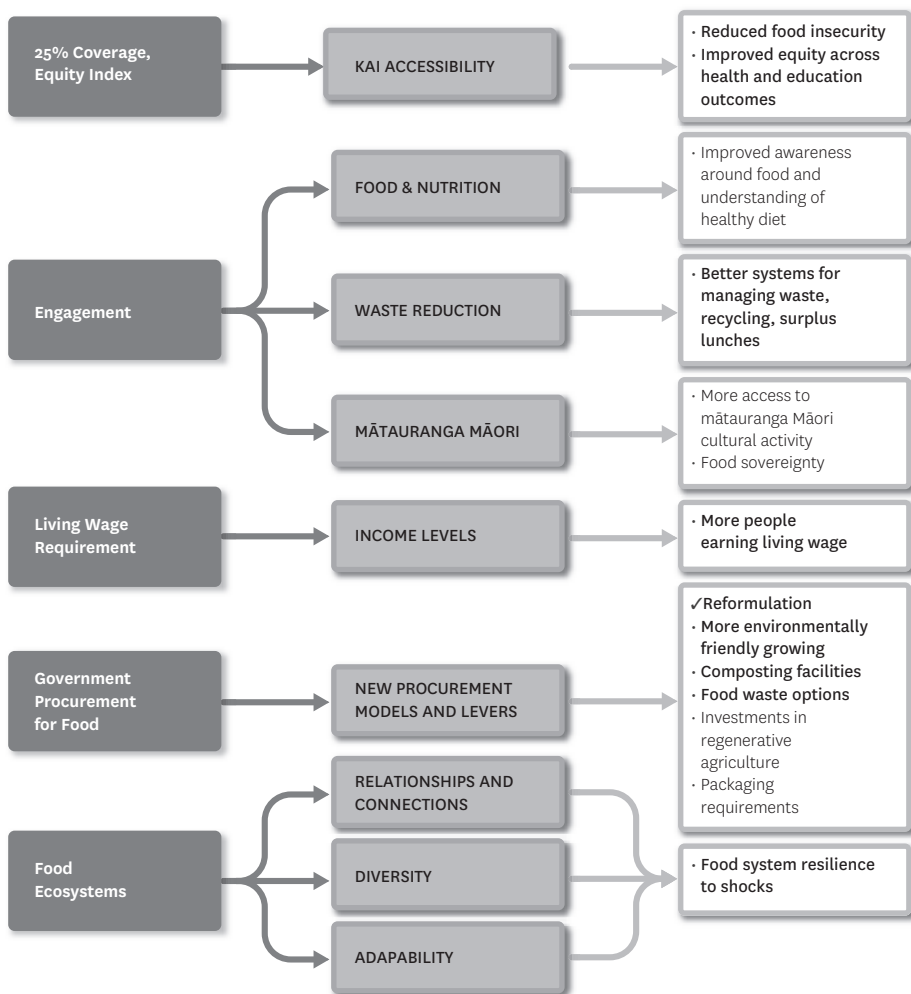 25% Coverage,
Equity Index
KAI ACCESSIBILITY
· Reduced food insecurity
· Improved equity across
health and education
outcomes
Engagement
FOOD & NUTRITION
· Improved awareness
around food and
understanding of
healthy diet
WASTE REDUCTION
· Better systems for
managing waste,
recycling, surplus
lunches
MĀTAURANGA MĀORI
· More access to
mātauranga Māori
cultural activity
· Food sovereignty
Living Wage
Requirement
INCOME LEVELS
· More people
earning living wage
Government
Procurement
for Food
NEW PROCUREMENT
MODELS AND LEVERS
✓Reformulation
· More environmentally
friendly growing
· Composting facilities
· Food waste options
· Investments in
regenerative
agriculture
· Packaging
requirements
Food
Ecosystems
RELATIONSHIPS AND
CONNECTIONS
DIVERSITY
ADAPABILITY
· Food system resilience
to shocks